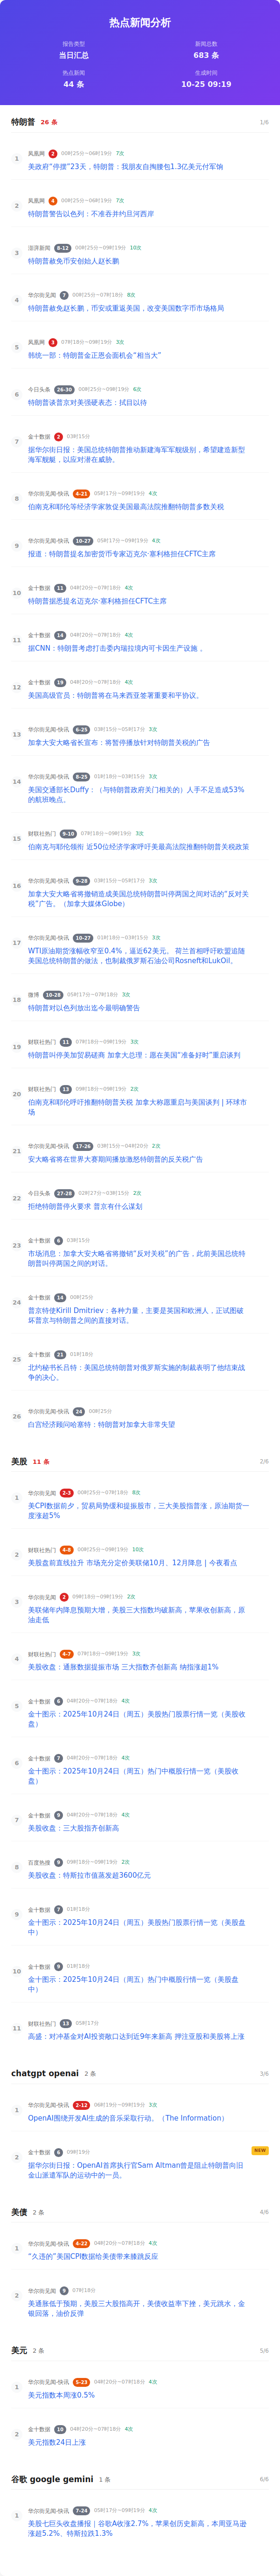 热点新闻分析
报告类型
新闻总数
当日汇总
683 条
热点新闻
生成时间
44 条
10-25 09:19
特朗普 26 条
1/6
1
凤凰网 2 00时25分~06时19分 7次
美政府“停摆”23天，特朗普：我朋友自掏腰包1.3亿美元付军饷
2
凤凰网 4 00时25分~06时19分 7次
特朗普警告以色列：不准吞并约旦河西岸
3
澎湃新闻 8-12 00时25分~09时19分 10次
特朗普赦免币安创始人赵长鹏
4
华尔街见闻 7 00时25分~07时18分 8次
特朗普赦免赵长鹏，币安或重返美国，改变美国数字币市场格局
5
凤凰网 3 07时18分~09时19分 3次
韩统一部：特朗普金正恩会面机会“相当大”
6
今日头条 26-30 00时25分~09时19分 6次
特朗普谈普京对美强硬表态：拭目以待
7
金十数据 2 03时15分
据华尔街日报：美国总统特朗普推动新建海军军舰级别，希望建造新型
海军舰艇，以应对潜在威胁。
8
华尔街见闻-快讯 4-21 05时17分~09时19分 4次
伯南克和耶伦等经济学家敦促美国最高法院推翻特朗普多数关税
9
华尔街见闻-快讯 10-27 05时17分~09时19分 4次
报道：特朗普提名加密货币专家迈克尔·塞利格担任CFTC主席
10
金十数据 11 04时20分~07时18分 4次
特朗普据悉提名迈克尔·塞利格担任CFTC主席
11
金十数据 14 04时20分~07时18分 4次
据CNN：特朗普考虑打击委内瑞拉境内可卡因生产设施 。
12
金十数据 19 04时20分~07时18分 4次
美国高级官员：特朗普将在马来西亚签署重要和平协议。
13
华尔街见闻-快讯 6-25 03时15分~05时17分 3次
加拿大安大略省长宣布：将暂停播放针对特朗普关税的广告
14
华尔街见闻-快讯 8-25 01时18分~03时15分 3次
美国交通部长Duffy：（与特朗普政府关门相关的）人手不足造成53%
的航班晚点。
15
财联社热门 9-10 07时18分~09时19分 3次
伯南克与耶伦领衔 近50位经济学家吁美最高法院推翻特朗普关税政策
16
华尔街见闻-快讯 9-28 03时15分~05时17分 3次
加拿大安大略省将撤销造成美国总统特朗普叫停两国之间对话的“反对关
税”广告。（加拿大媒体Globe）
17
华尔街见闻-快讯 10-27 01时18分~03时15分 3次
WTI原油期货涨幅收窄至0.4%，逼近62美元。 荷兰首相呼吁欧盟追随
美国总统特朗普的做法，也制裁俄罗斯石油公司Rosneft和LukOil。
18
微博 10-28 05时17分~07时18分 3次
特朗普对以色列放出迄今最明确警告
19
财联社热门 11 07时18分~09时19分 3次
特朗普叫停美加贸易磋商 加拿大总理：愿在美国“准备好时”重启谈判
20
财联社热门 13 09时18分~09时19分 2次
伯南克和耶伦呼吁推翻特朗普关税 加拿大称愿重启与美国谈判 | 环球市
场
21
华尔街见闻-快讯 17-26 03时15分~04时20分 2次
安大略省将在世界大赛期间播放激怒特朗普的反关税广告
22
今日头条 27-28 02时27分~03时15分 2次
拒绝特朗普停火要求 普京有什么谋划
23
金十数据 6 03时15分
市场消息：加拿大安大略省将撤销“反对关税”的广告，此前美国总统特
朗普叫停两国之间的对话。
24
金十数据 14 00时25分
普京特使Kirill Dmitriev：各种力量，主要是英国和欧洲人，正试图破
坏普京与特朗普之间的直接对话。
25
金十数据 21 01时18分
北约秘书长吕特：美国总统特朗普对俄罗斯实施的制裁表明了他结束战
争的决心。
26
华尔街见闻-快讯 24 00时25分
白宫经济顾问哈塞特：特朗普对加拿大非常失望
美股 11 条
2/6
1
华尔街见闻 2-3 00时25分~07时18分 8次
美CPI数据前夕，贸易局势缓和提振股市，三大美股指普涨，原油期货一
度涨超5%
2
财联社热门 4-8 00时25分~09时19分 10次
美股盘前直线拉升 市场充分定价美联储10月、12月降息 | 今夜看点
3
华尔街见闻 2 09时18分~09时19分 2次
美联储年内降息预期大增，美股三大指数均破新高，苹果收创新高，原
油走低
4
财联社热门 4-7 07时18分~09时19分 3次
美股收盘：通胀数据提振市场 三大指数齐创新高 纳指涨超1%
5
金十数据 6 04时20分~07时18分 4次
金十图示：2025年10月24日（周五）美股热门股票行情一览（美股收
盘）
6
金十数据 7 04时20分~07时18分 4次
金十图示：2025年10月24日（周五）热门中概股行情一览（美股收
盘）
7
金十数据 9 04时20分~07时18分 4次
美股收盘：三大股指齐创新高
8
百度热搜 9 09时18分~09时19分 2次
美股收盘：特斯拉市值蒸发超3600亿元
9
金十数据 7 01时18分
金十图示：2025年10月24日（周五）美股热门股票行情一览（美股盘
中）
10
金十数据 9 01时18分
金十图示：2025年10月24日（周五）热门中概股行情一览（美股盘
中）
11
财联社热门 13 05时17分
高盛：对冲基金对AI投资敞口达到近9年来新高 押注亚股和美股将上涨
chatgpt openai 2 条
3/6
1
华尔街见闻-快讯 2-12 06时19分~09时19分 3次
OpenAI围绕开发AI生成的音乐采取行动。（The Information）
2
金十数据 6 09时19分
NEW
据华尔街日报：OpenAI首席执行官Sam Altman曾是阻止特朗普向旧
金山派遣军队的运动中的一员。
美债 2 条
4/6
1
华尔街见闻-快讯 4-22 04时20分~07时18分 4次
“久违的”美国CPI数据给美债带来膝跳反应
2
华尔街见闻 9 07时18分
美通胀低于预期，美股三大股指高开，美债收益率下挫，美元跳水，金
银回落，油价反弹
美元 2 条
5/6
1
华尔街见闻-快讯 5-23 04时20分~07时18分 4次
美元指数本周涨0.5%
2
金十数据 10 04时20分~07时18分 4次
美元指数24日上涨
谷歌 google gemini 1 条
6/6
1
华尔街见闻-快讯 7-24 05时17分~09时19分 4次
美股七巨头收盘播报｜谷歌A收涨2.7%，苹果创历史新高，本周亚马逊
涨超5.2%、特斯拉跌1.3%